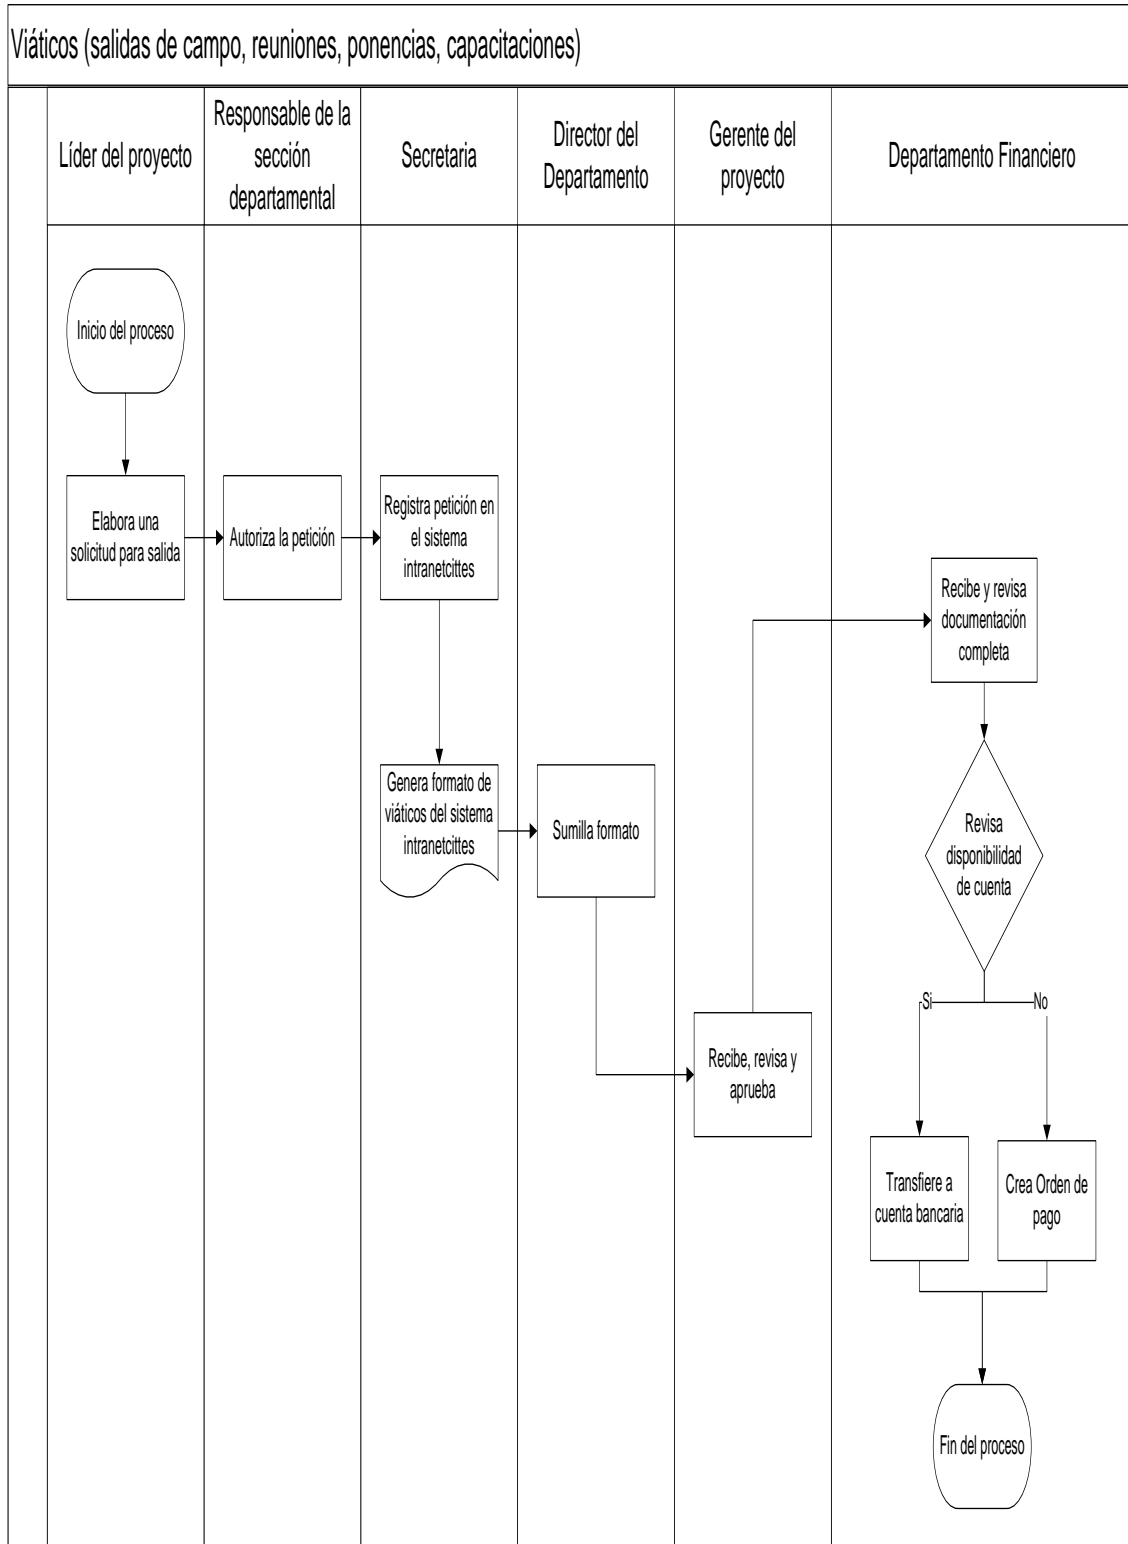 Viáticos (salidas de campo, reuniones, ponencias, capacitaciones)
Líder del proyecto
Responsable de la
sección
departamental
Secretaria
Director del
Departamento
Gerente del
proyecto
Departamento Financiero
Inicio del proceso
Elabora una
solicitud para salida
Autoriza la petición
Registra petición en
el sistema
intranetcittes
Genera formato de
viáticos del sistema
intranetcittes
Sumilla formato
Recibe, revisa y
aprueba
Recibe y revisa
documentación
completa
Revisa
disponibilidad
de cuenta
Si
No
Transfiere a
cuenta bancaria
Crea Orden de
pago
Fin del proceso